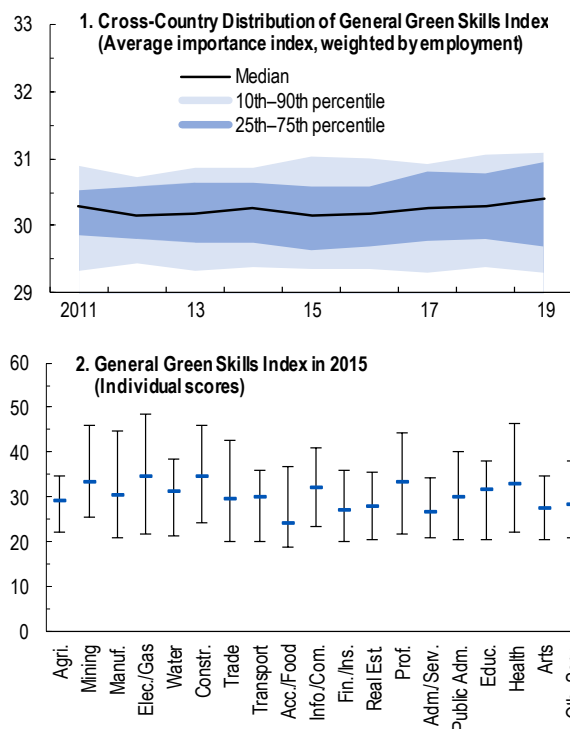 1. Cross-Country Distribution of General Green Skills Index
(Average importance index, weighted by employment)
Median
10th–90th percentile
25th–75th percentile
33
32
31
30
29
2011
13
15
17
19
2. General Green Skills Index in 2015
(Individual scores)
60
50
40
30
20
10
0
Agri.
Mining
Manuf.
Elec./Gas
Water
Constr.
Trade
Transport
Acc./Food
Info./Com.
Fin./Ins.
Real Est.
Prof.
Adm./Serv.
Public Adm.
Educ.
Health
Arts